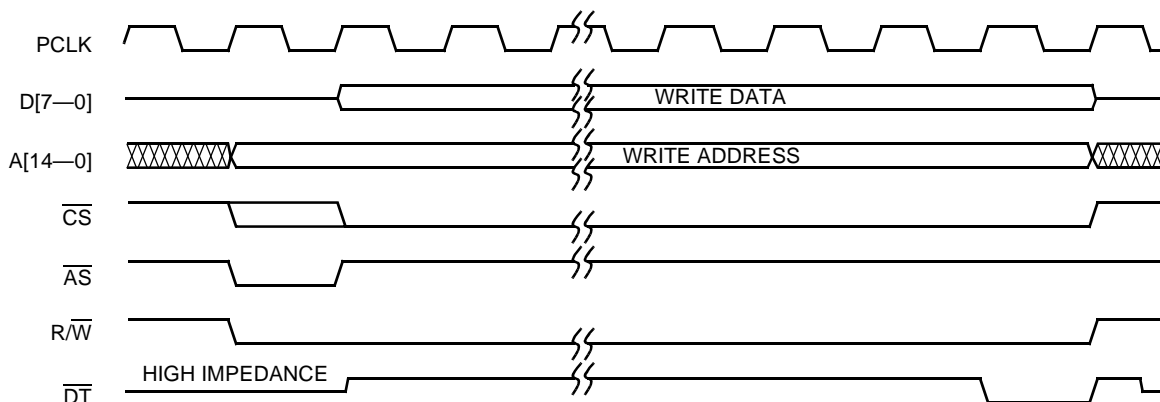 PCLK
D[7—0]
WRITE DATA
A[14—0]
WRITE ADDRESS
CS
AS
R/W
HIGH IMPEDANCE
DT